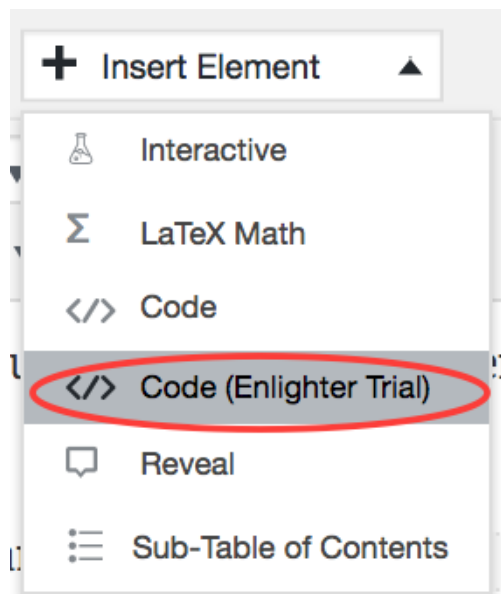 Insert Element
Interactive
LaTeX Math
Code
Code (Enlighter Trial)
Reveal
Sub-Table of Contents